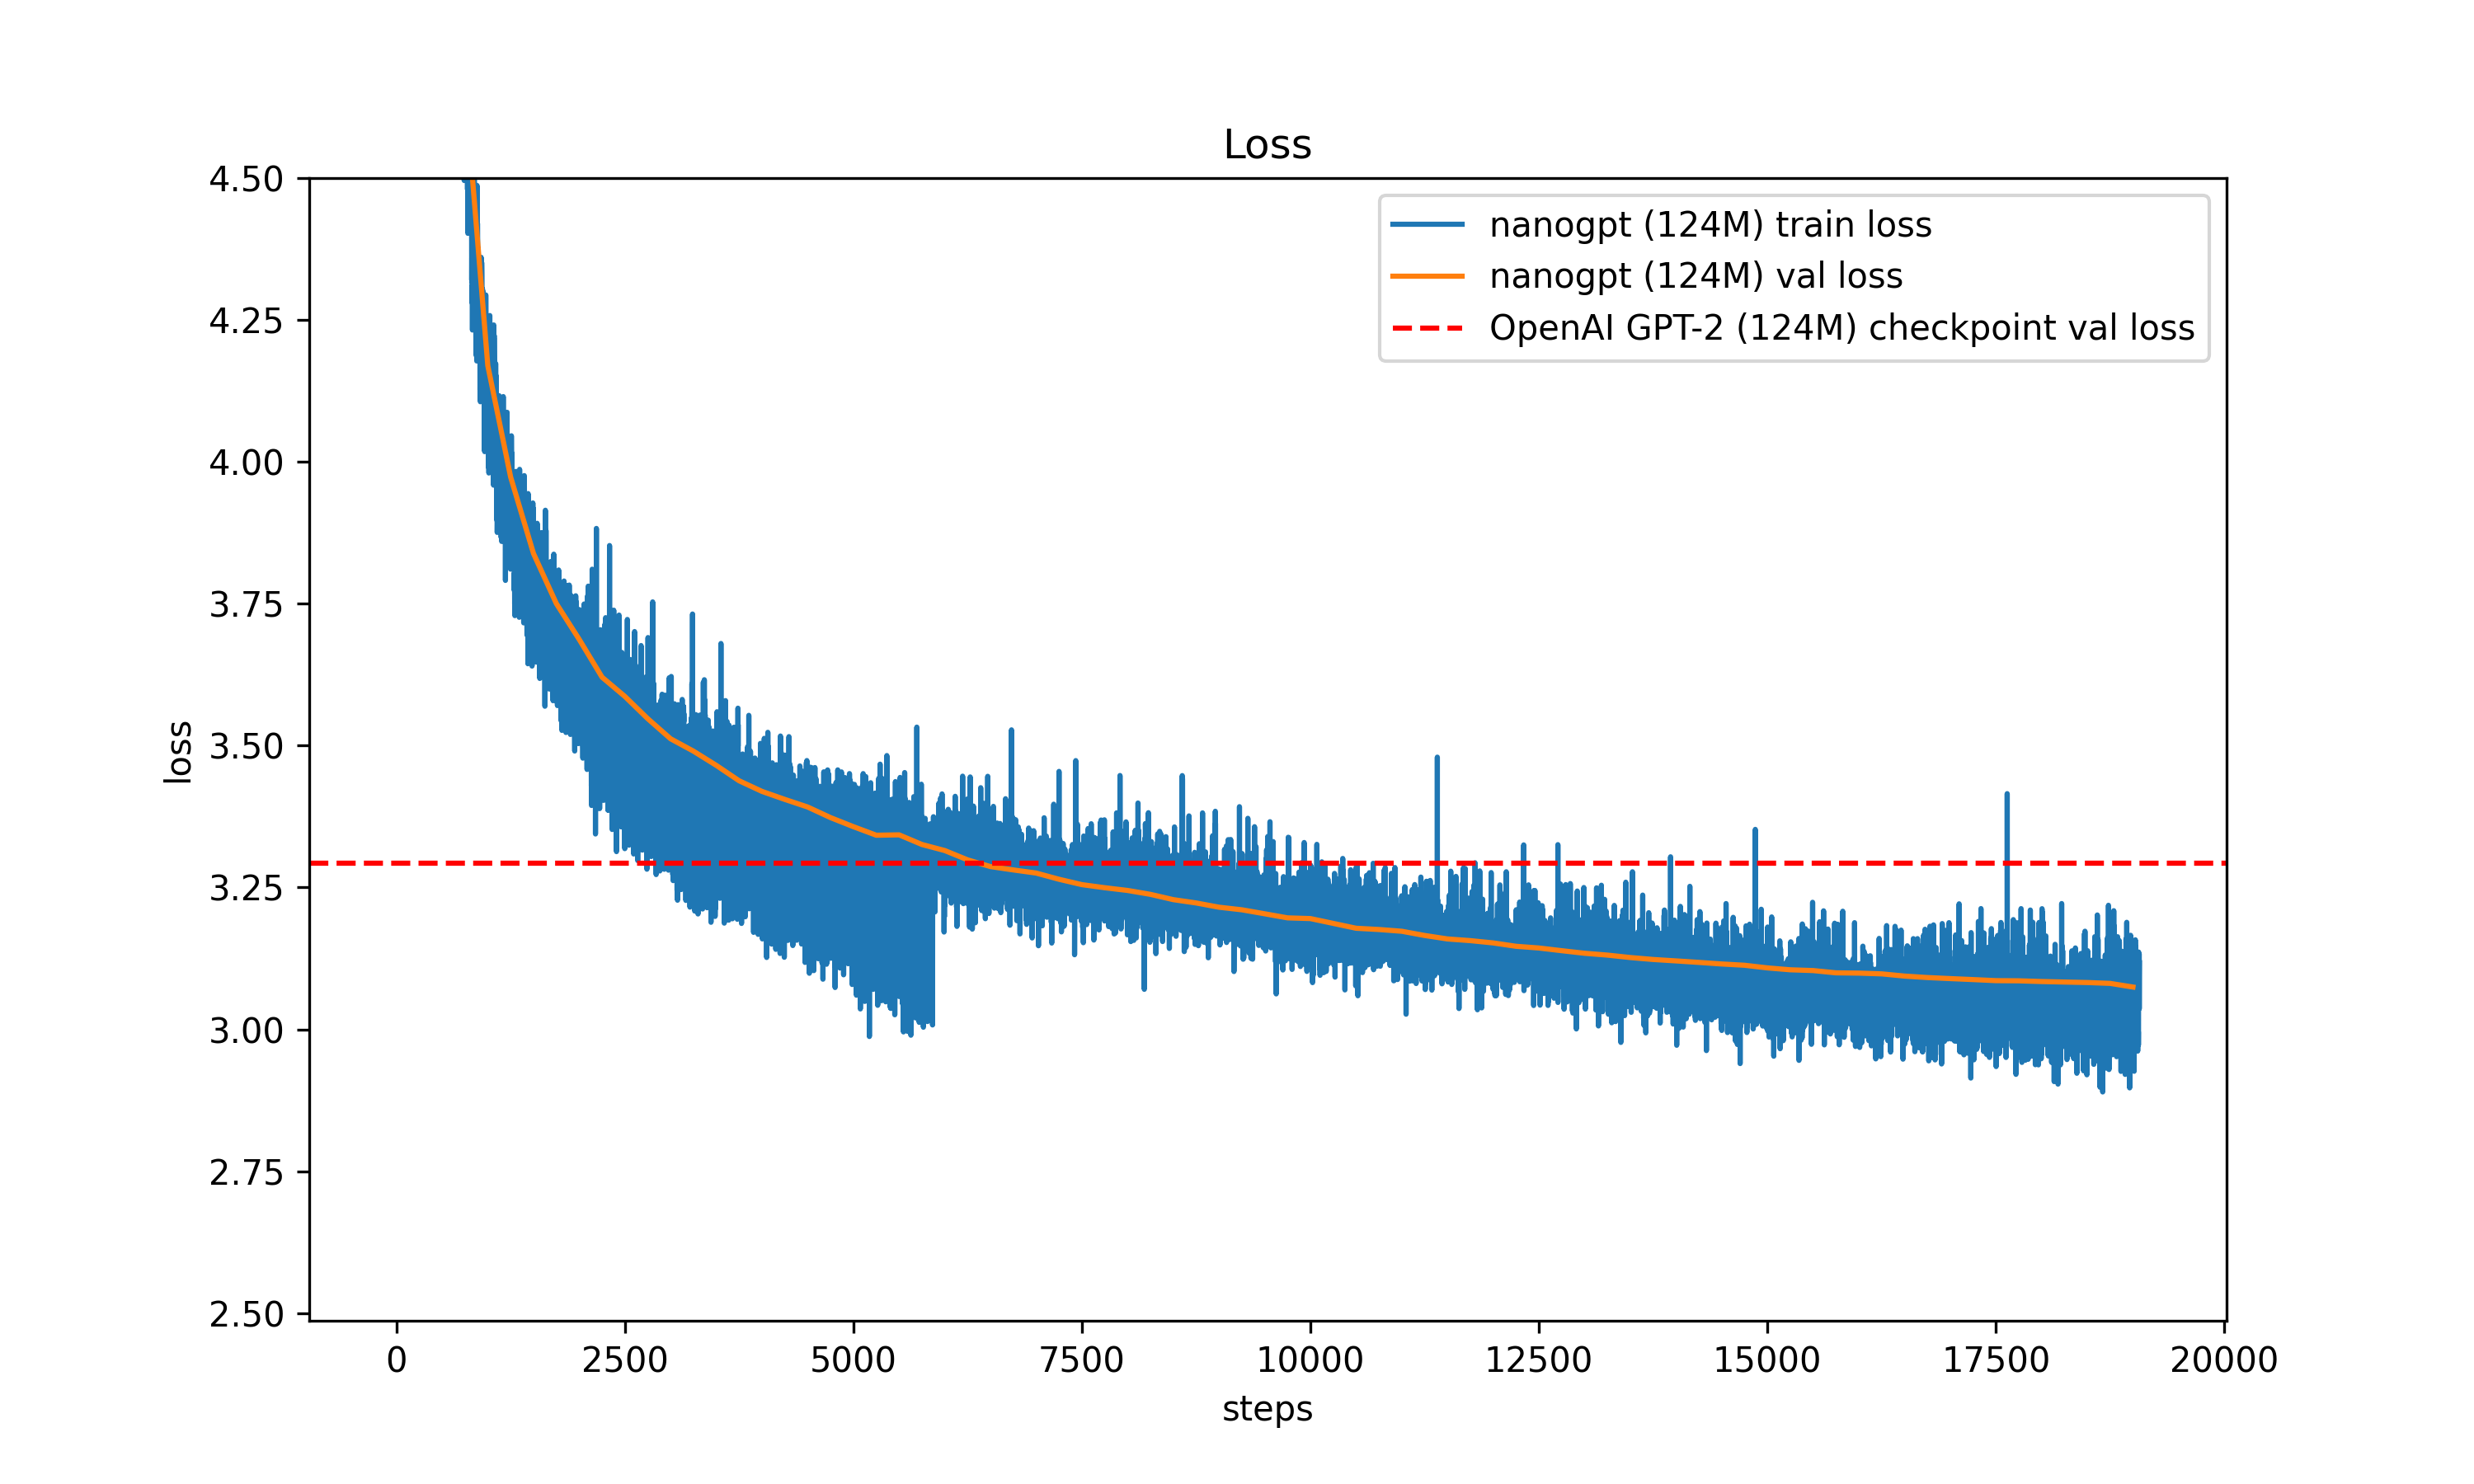 Loss
nanogpt (124M) train loss
nanogpt (124M) val loss
OpenAI GPT-2 (124M) checkpoint val loss
4.50
4.25
4.00
3.75
3.50
3.25
3.00
2.75
2.50
loss
0 2500 5000 7500 10000 12500 15000 17500 20000
steps